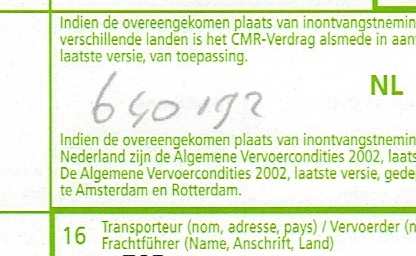 Indien de overeengekomen plaats van inontvangstnemin
verschillende landen is het CMR-Verdrag alsmede in aan
laatste versie, van toepassing.
NL
640192
Indien de overeengekomen plaats van inontvangstnemin
Nederland zijn de Algemene Vervoercondities 2002, laats
De Algemene Vervoercondities 2002, laatste versie, gede
te Amsterdam en Rotterdam.
16 Transporteur (nom, adresse, pays) / Vervoerder (n
Frachtführer (Name, Anschrift, Land)